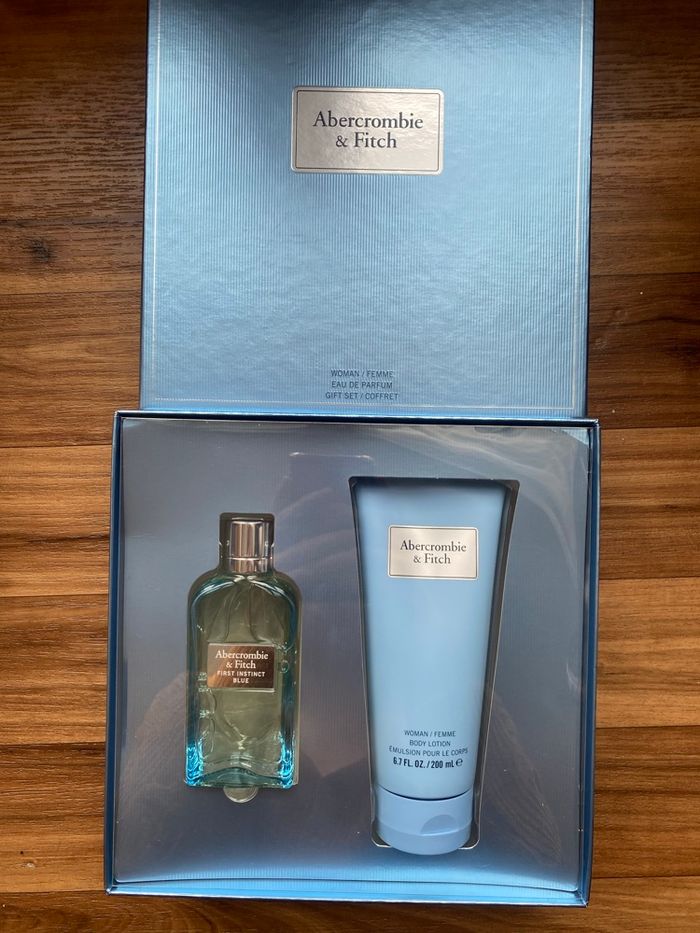 Abercrombie
& Fitch
WOMAN / FEMME
EAU DE PARFUM
GIFT SET / COFFRET
Abercrombie
& Fitch
FIRST INSTINCT
BLUE
Abercrombie
& Fitch
WOMAN / FEMME
BODY LOTION
ÉMULSION POUR LE CORPS
6.7 FL. OZ. / 200 mL ℮